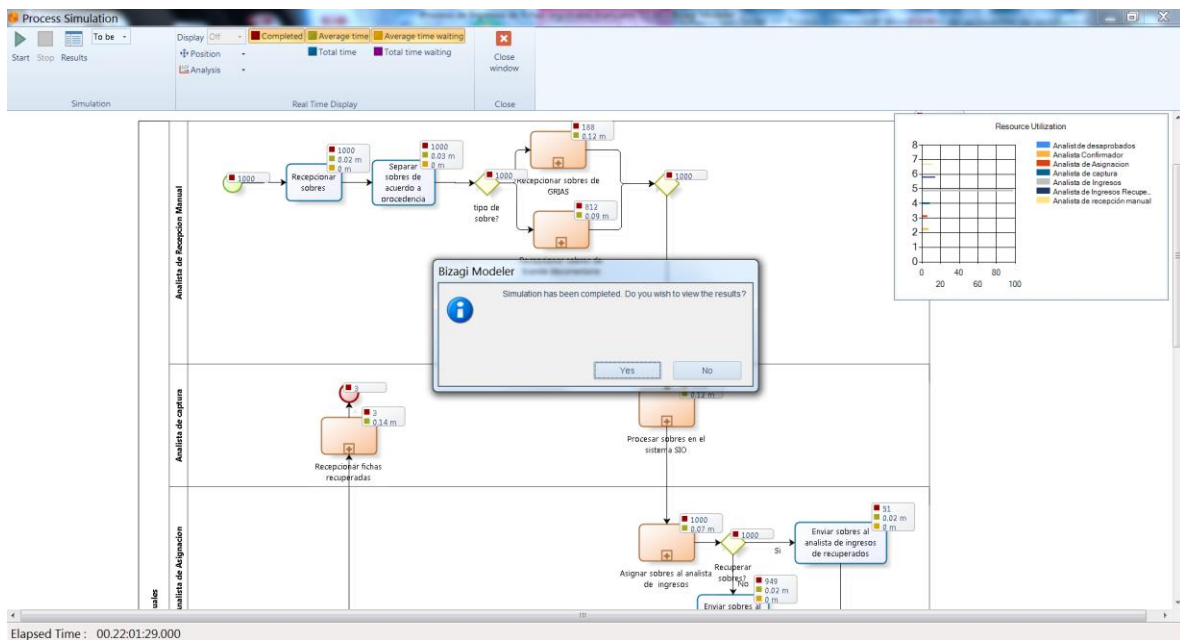 Process Simulation
Bizagi Modeler
To be
Start Stop Results
Simulation
Display Off
Position
Analysis
Completed Average time Average time waiting
Total time Total time waiting
Real Time Display
Close
window
Close
Analista de Recepcion Manual
1000
1000
0.02 m
0 m
Recepcionar
sobres
1000
0.03 m
0 m
Separar
sobres de
acuerdo a
procedencia
1000
tipo de
sobre?
188
0.12 m
Recepcionar sobres de
GRIAS
812
0.09 m
1000
Resource Utilization
8
7
6
5
4
3
2
1
0
0 40 80
20 60 100
Analist de desaprobados
Analista Confirmador
Analista de Asignacion
Analista de captura
Analista de Ingresos
Analista de Ingresos Recupe..
Analista de recepción manual
Bizagi Modeler
Simulation has been completed. Do you wish to view the results?
Yes No
Analista de captura
3
3
0.14 m
Recepcionar fichas
recuperadas
0.12 m
Procesar sobres en el
sistema SIO
Analista de Asignacion
1000
0.07 m
Asignar sobres al analista
de ingresos
1000
Recuperar
sobres?
Si
No
51
0.02 m
0 m
Enviar sobres al
analista de ingresos
de recuperados
949
0.02 m
0 m
Enviar sobres al
Elapsed Time : 00.22:01:29.000